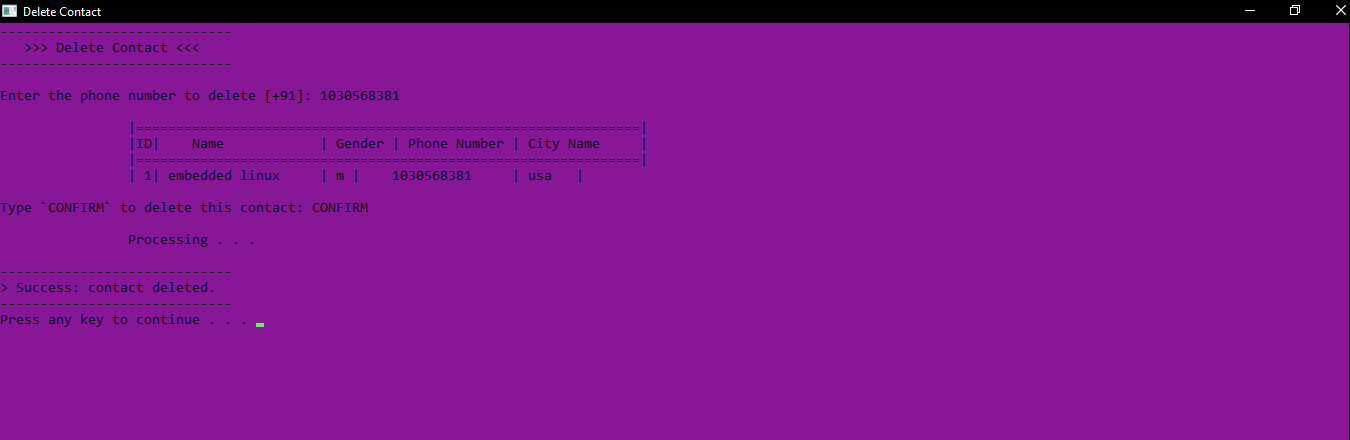 Delete Contact
-----------------------------
   >>> Delete Contact <<<
-----------------------------
Enter the phone number to delete [+91]: 1030568381
                |===============================================================|
                |ID|    Name            | Gender | Phone Number | City Name     |
                |===============================================================|
                | 1| embedded linux     | m |    1030568381     | usa   |
Type `CONFIRM` to delete this contact: CONFIRM
                Processing . . .
-----------------------------
> Success: contact deleted.
-----------------------------
Press any key to continue . . .